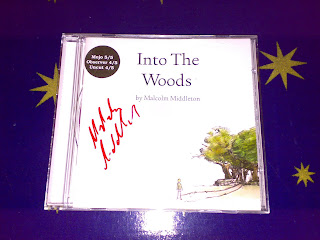 Mojo 5/5
Observer 4/5
Uncut 4/5
Into The
Woods
by Malcolm Middleton